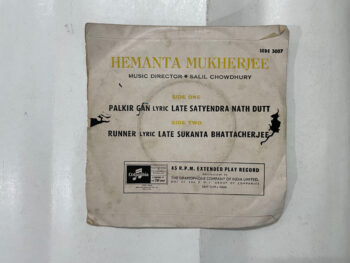 SEDE 3007
HEMANTA MUKHERJEE
MUSIC DIRECTOR • SALIL CHOWDHURY
SIDE ONE
PALKIR GAN LYRIC LATE SATYENDRA NATH DUTT
SIDE TWO
RUNNER LYRIC LATE SUKANTA BHATTACHERJEE
Columbia
45 R.P.M. EXTENDED PLAY RECORD
THE GRAMOPHONE COMPANY OF INDIA LIMITED